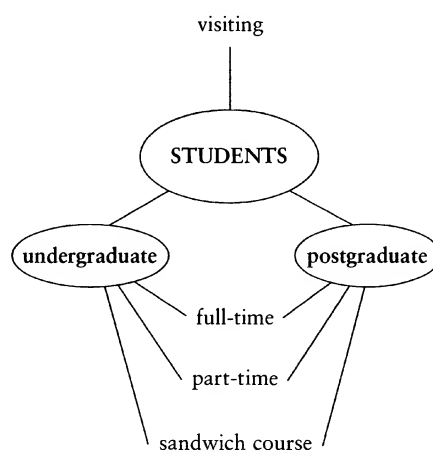 visiting
STUDENTS
undergraduate
postgraduate
full-time
part-time
sandwich course